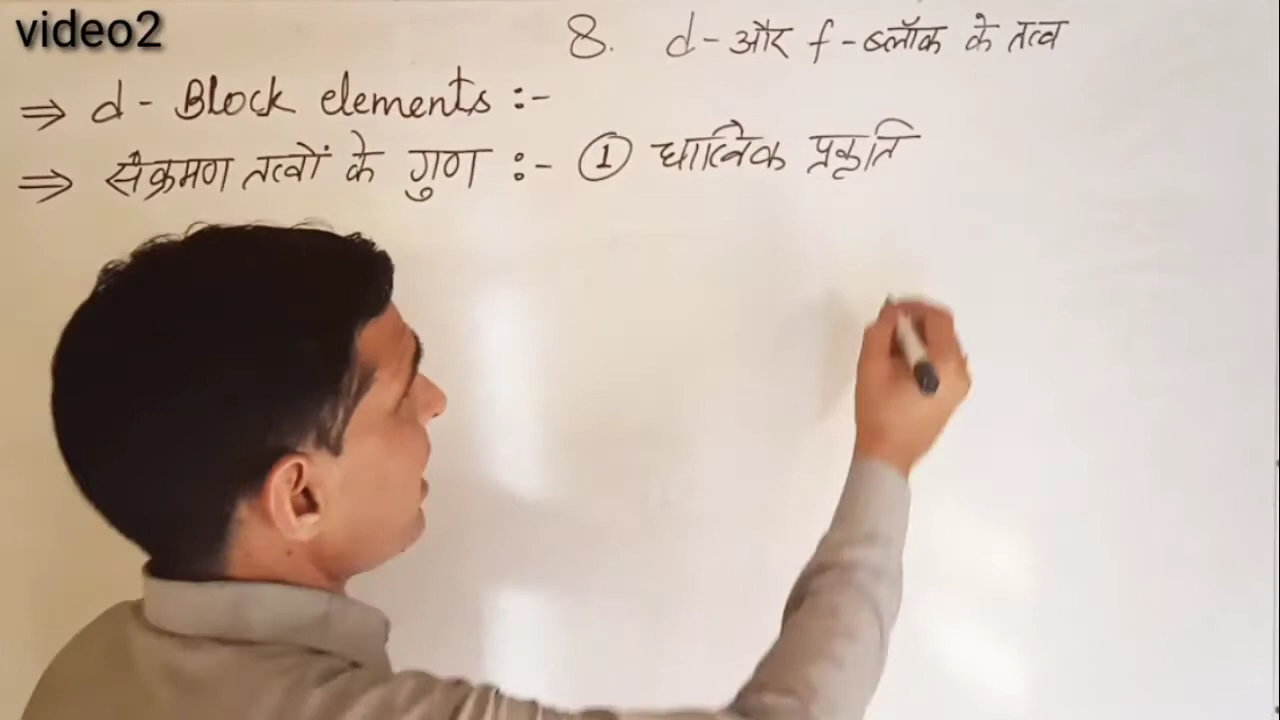 video2
8. d-और f-ब्लॉक के तत्व
⇒ d- Block elements :-
⇒ संक्रमण तत्वों के गुण :- ① धात्विक प्रकृति